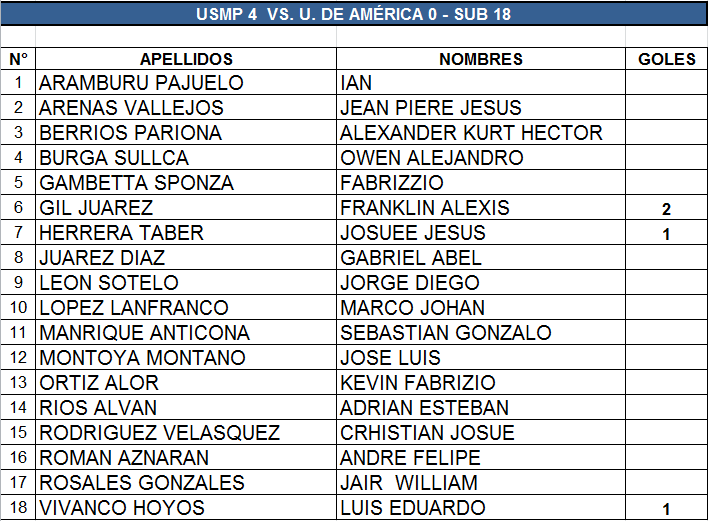 USMP 4 VS. U. DE AMÉRICA 0 - SUB 18
N° APELLIDOS NOMBRES GOLES
1 ARAMBURU PAJUELO IAN
2 ARENAS VALLEJOS JEAN PIERE JESUS
3 BERRIOS PARIONA ALEXANDER KURT HECTOR
4 BURGA SULLCA OWEN ALEJANDRO
5 GAMBETTA SPONZA FABRIZZIO
6 GIL JUAREZ FRANKLIN ALEXIS 2
7 HERRERA TABER JOSUEE JESUS 1
8 JUAREZ DIAZ GABRIEL ABEL
9 LEON SOTELO JORGE DIEGO
10 LOPEZ LANFRANCO MARCO JOHAN
11 MANRIQUE ANTICONA SEBASTIAN GONZALO
12 MONTOYA MONTANO JOSE LUIS
13 ORTIZ ALOR KEVIN FABRIZIO
14 RIOS ALVAN ADRIAN ESTEBAN
15 RODRIGUEZ VELASQUEZ CRHISTIAN JOSUE
16 ROMAN AZNARAN ANDRE FELIPE
17 ROSALES GONZALES JAIR WILLIAM
18 VIVANCO HOYOS LUIS EDUARDO 1